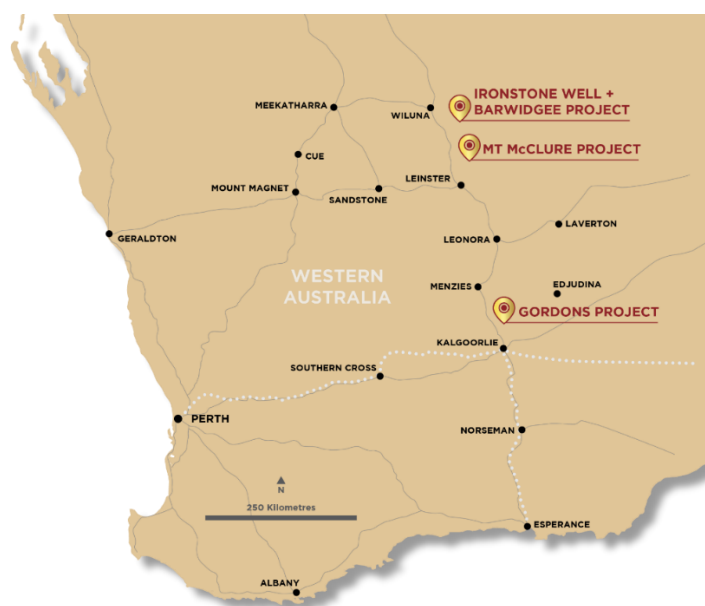 IRONSTONE WELL +
BARWIDGEE PROJECT
MEEKATHARRA
WILUNA
MT McCLURE PROJECT
CUE
LEINSTER
MOUNT MAGNET
SANDSTONE
LAVERTON
GERALDTON
LEONORA
WESTERN
AUSTRALIA
MENZIES
EDJUDINA
GORDONS PROJECT
KALGOORLIE
SOUTHERN CROSS
PERTH
NORSEMAN
N
250 Kilometres
ESPERANCE
ALBANY